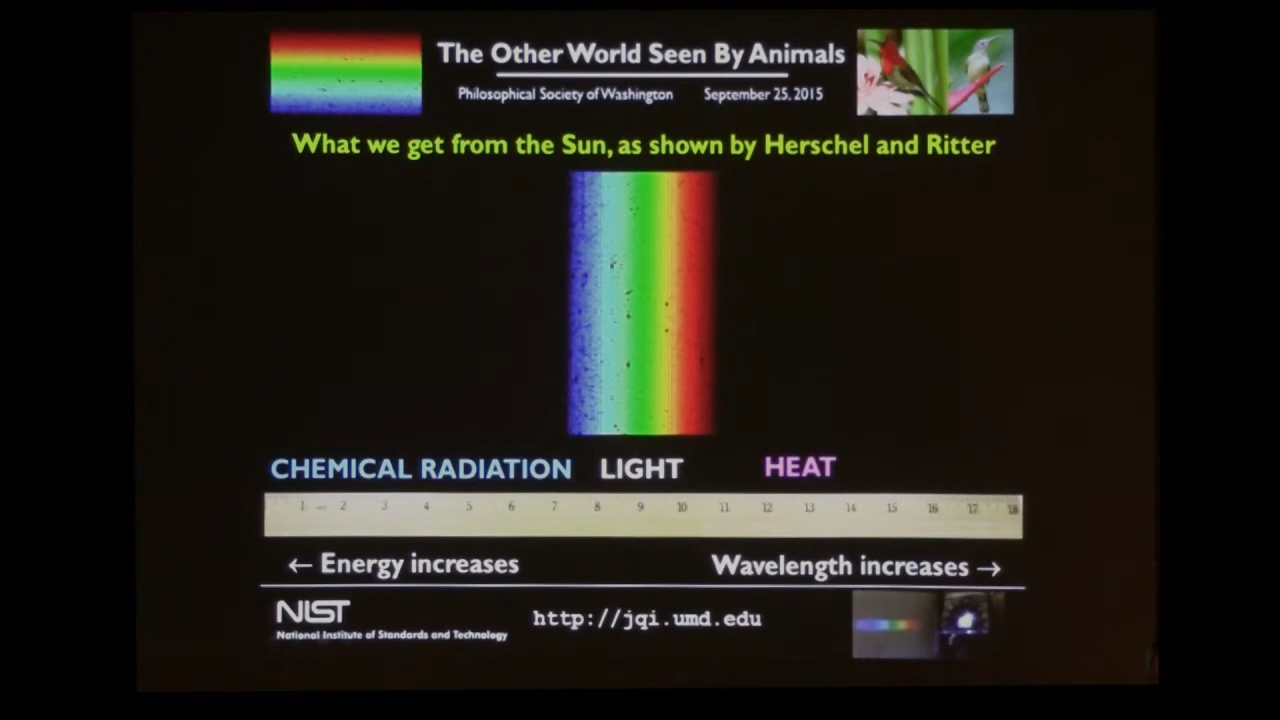 The Other World Seen By Animals
Philosophical Society of Washington September 25, 2015
What we get from the Sun, as shown by Herschel and Ritter
CHEMICAL RADIATION LIGHT HEAT
1 2 3 4 5 6 7 8 9 10 11 12 13 14 15 16 17 18
← Energy increases Wavelength increases →
NIST
National Institute of Standards and Technology
http://jqi.umd.edu